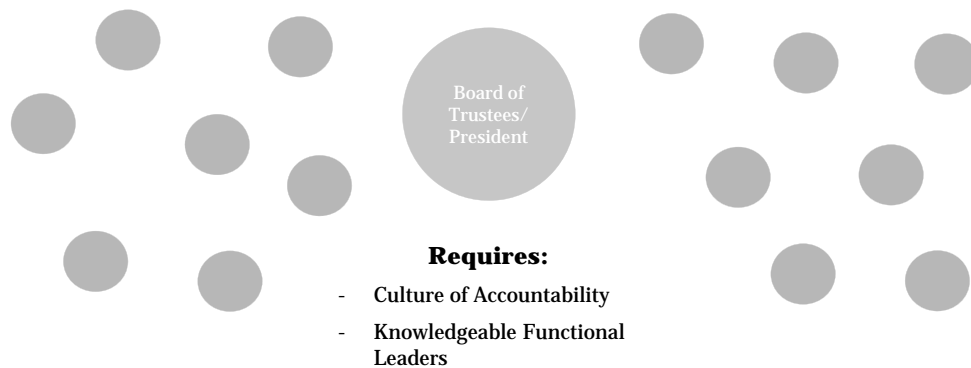 Board of
Trustees/
President
Requires:
- Culture of Accountability
- Knowledgeable Functional
Leaders